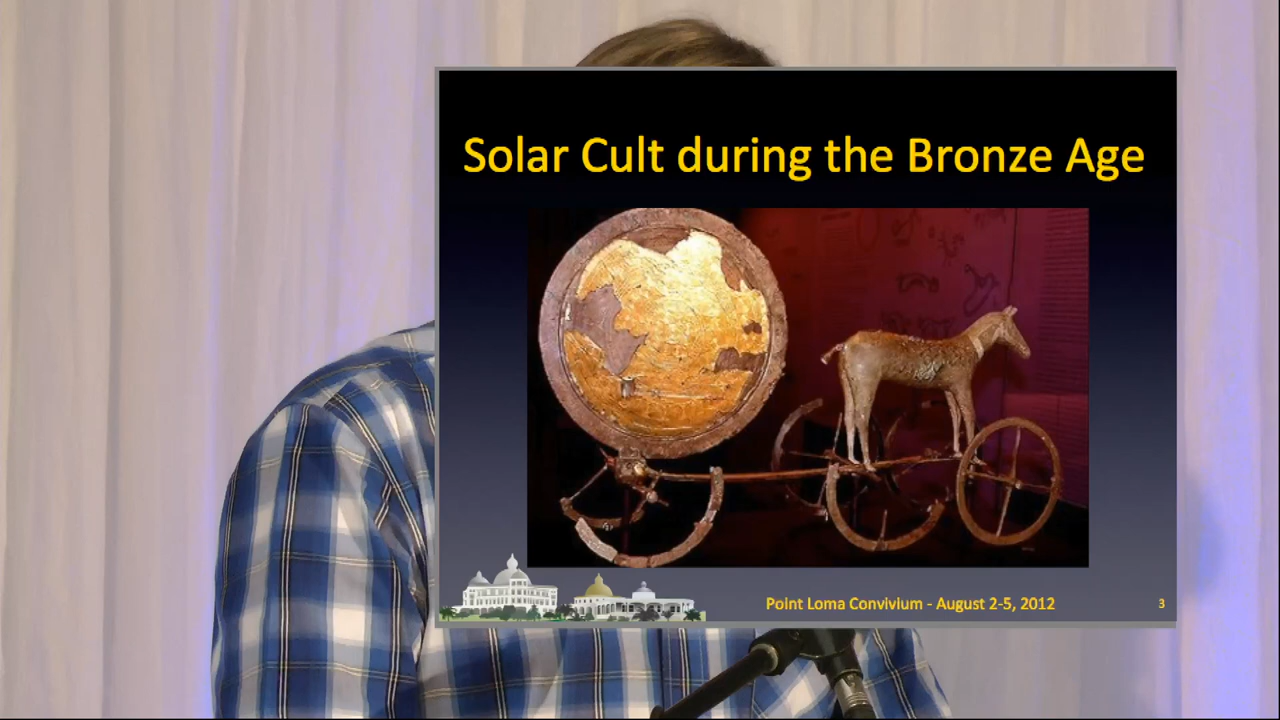 Solar Cult during the Bronze Age
Point Loma Convivium - August 2-5, 2012
3